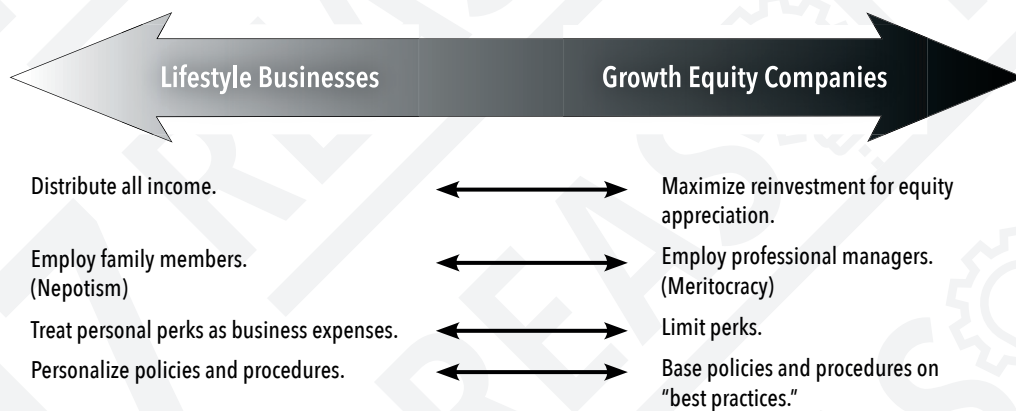 Lifestyle Businesses
Growth Equity Companies
Distribute all income.
Maximize reinvestment for equity
appreciation.
Employ family members.
(Nepotism)
Employ professional managers.
(Meritocracy)
Treat personal perks as business expenses.
Limit perks.
Personalize policies and procedures.
Base policies and procedures on
"best practices."